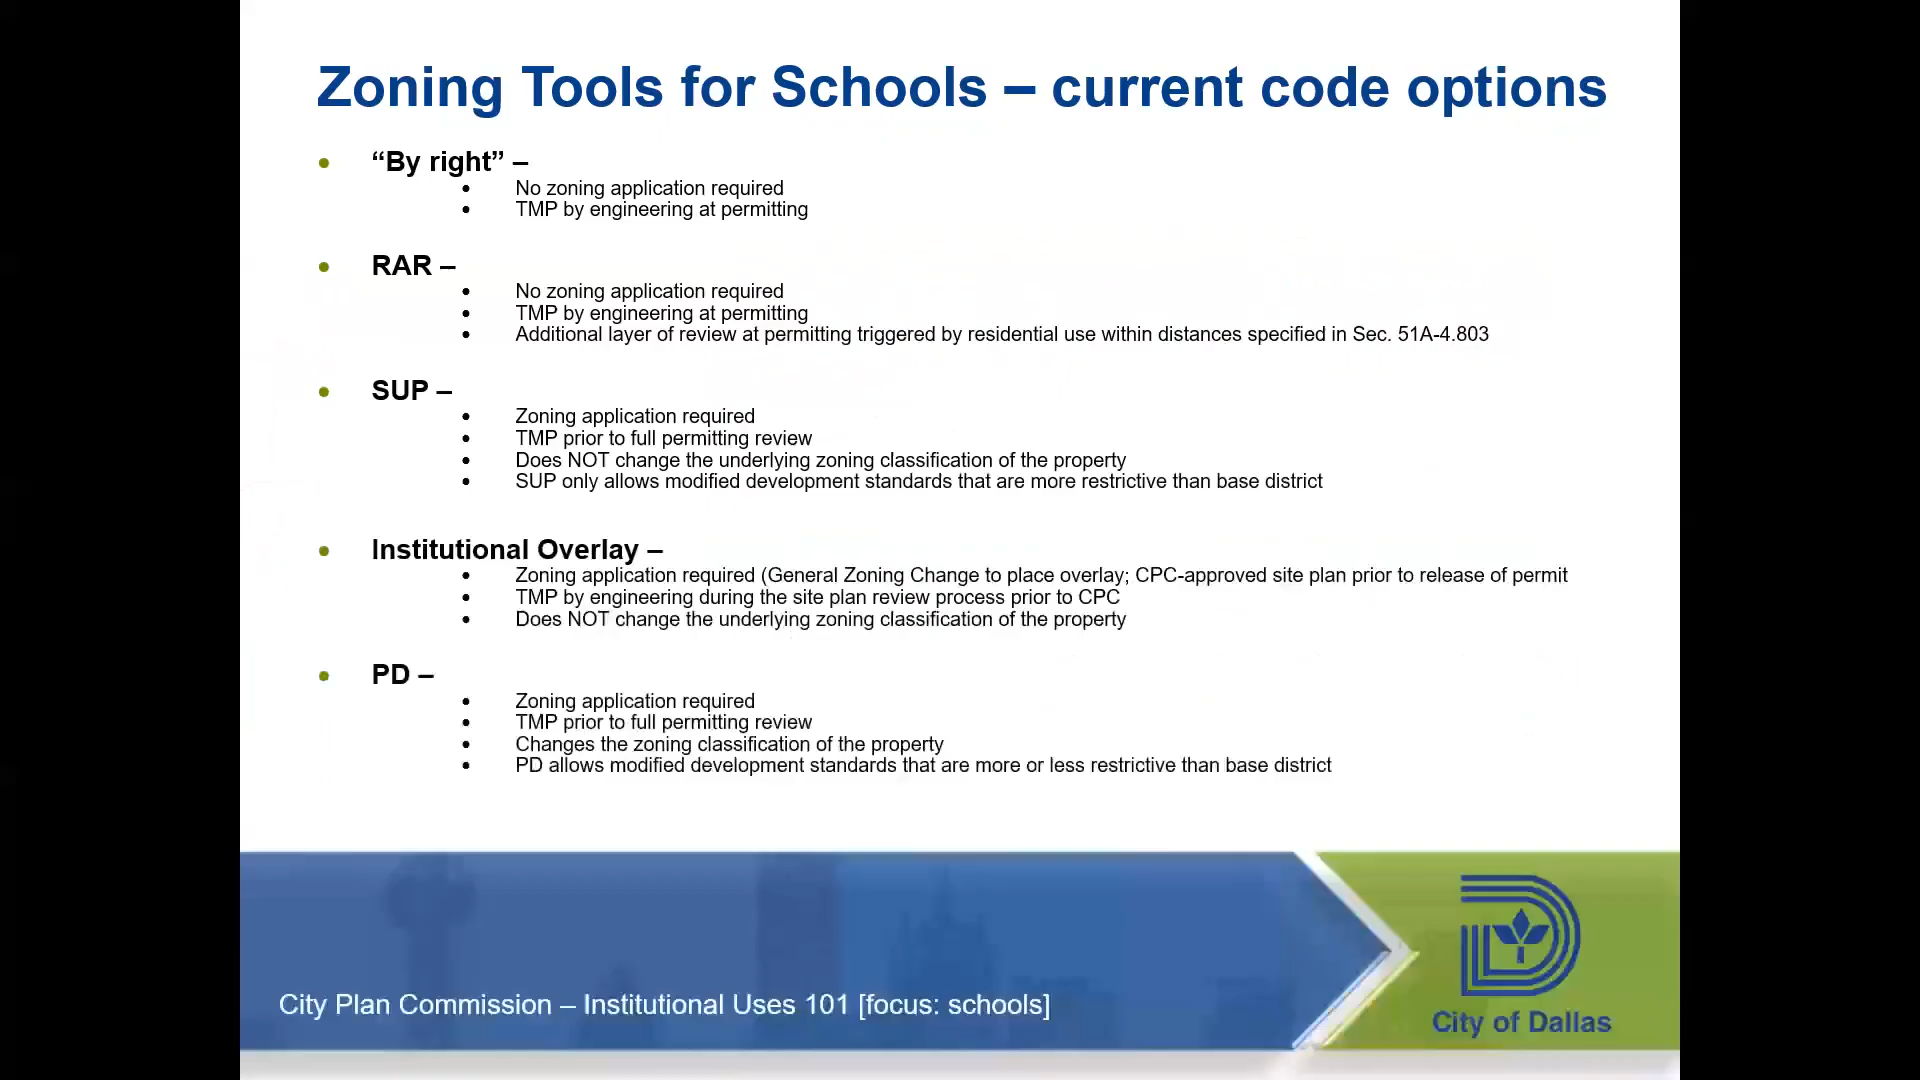 Zoning Tools for Schools – current code options
• “By right” –
• No zoning application required
• TMP by engineering at permitting
• RAR –
• No zoning application required
• TMP by engineering at permitting
• Additional layer of review at permitting triggered by residential use within distances specified in Sec. 51A-4.803
• SUP –
• Zoning application required
• TMP prior to full permitting review
• Does NOT change the underlying zoning classification of the property
• SUP only allows modified development standards that are more restrictive than base district
• Institutional Overlay –
• Zoning application required (General Zoning Change to place overlay; CPC-approved site plan prior to release of permit
• TMP by engineering during the site plan review process prior to CPC
• Does NOT change the underlying zoning classification of the property
• PD –
• Zoning application required
• TMP prior to full permitting review
• Changes the zoning classification of the property
• PD allows modified development standards that are more or less restrictive than base district
City Plan Commission – Institutional Uses 101 [focus: schools]
City of Dallas